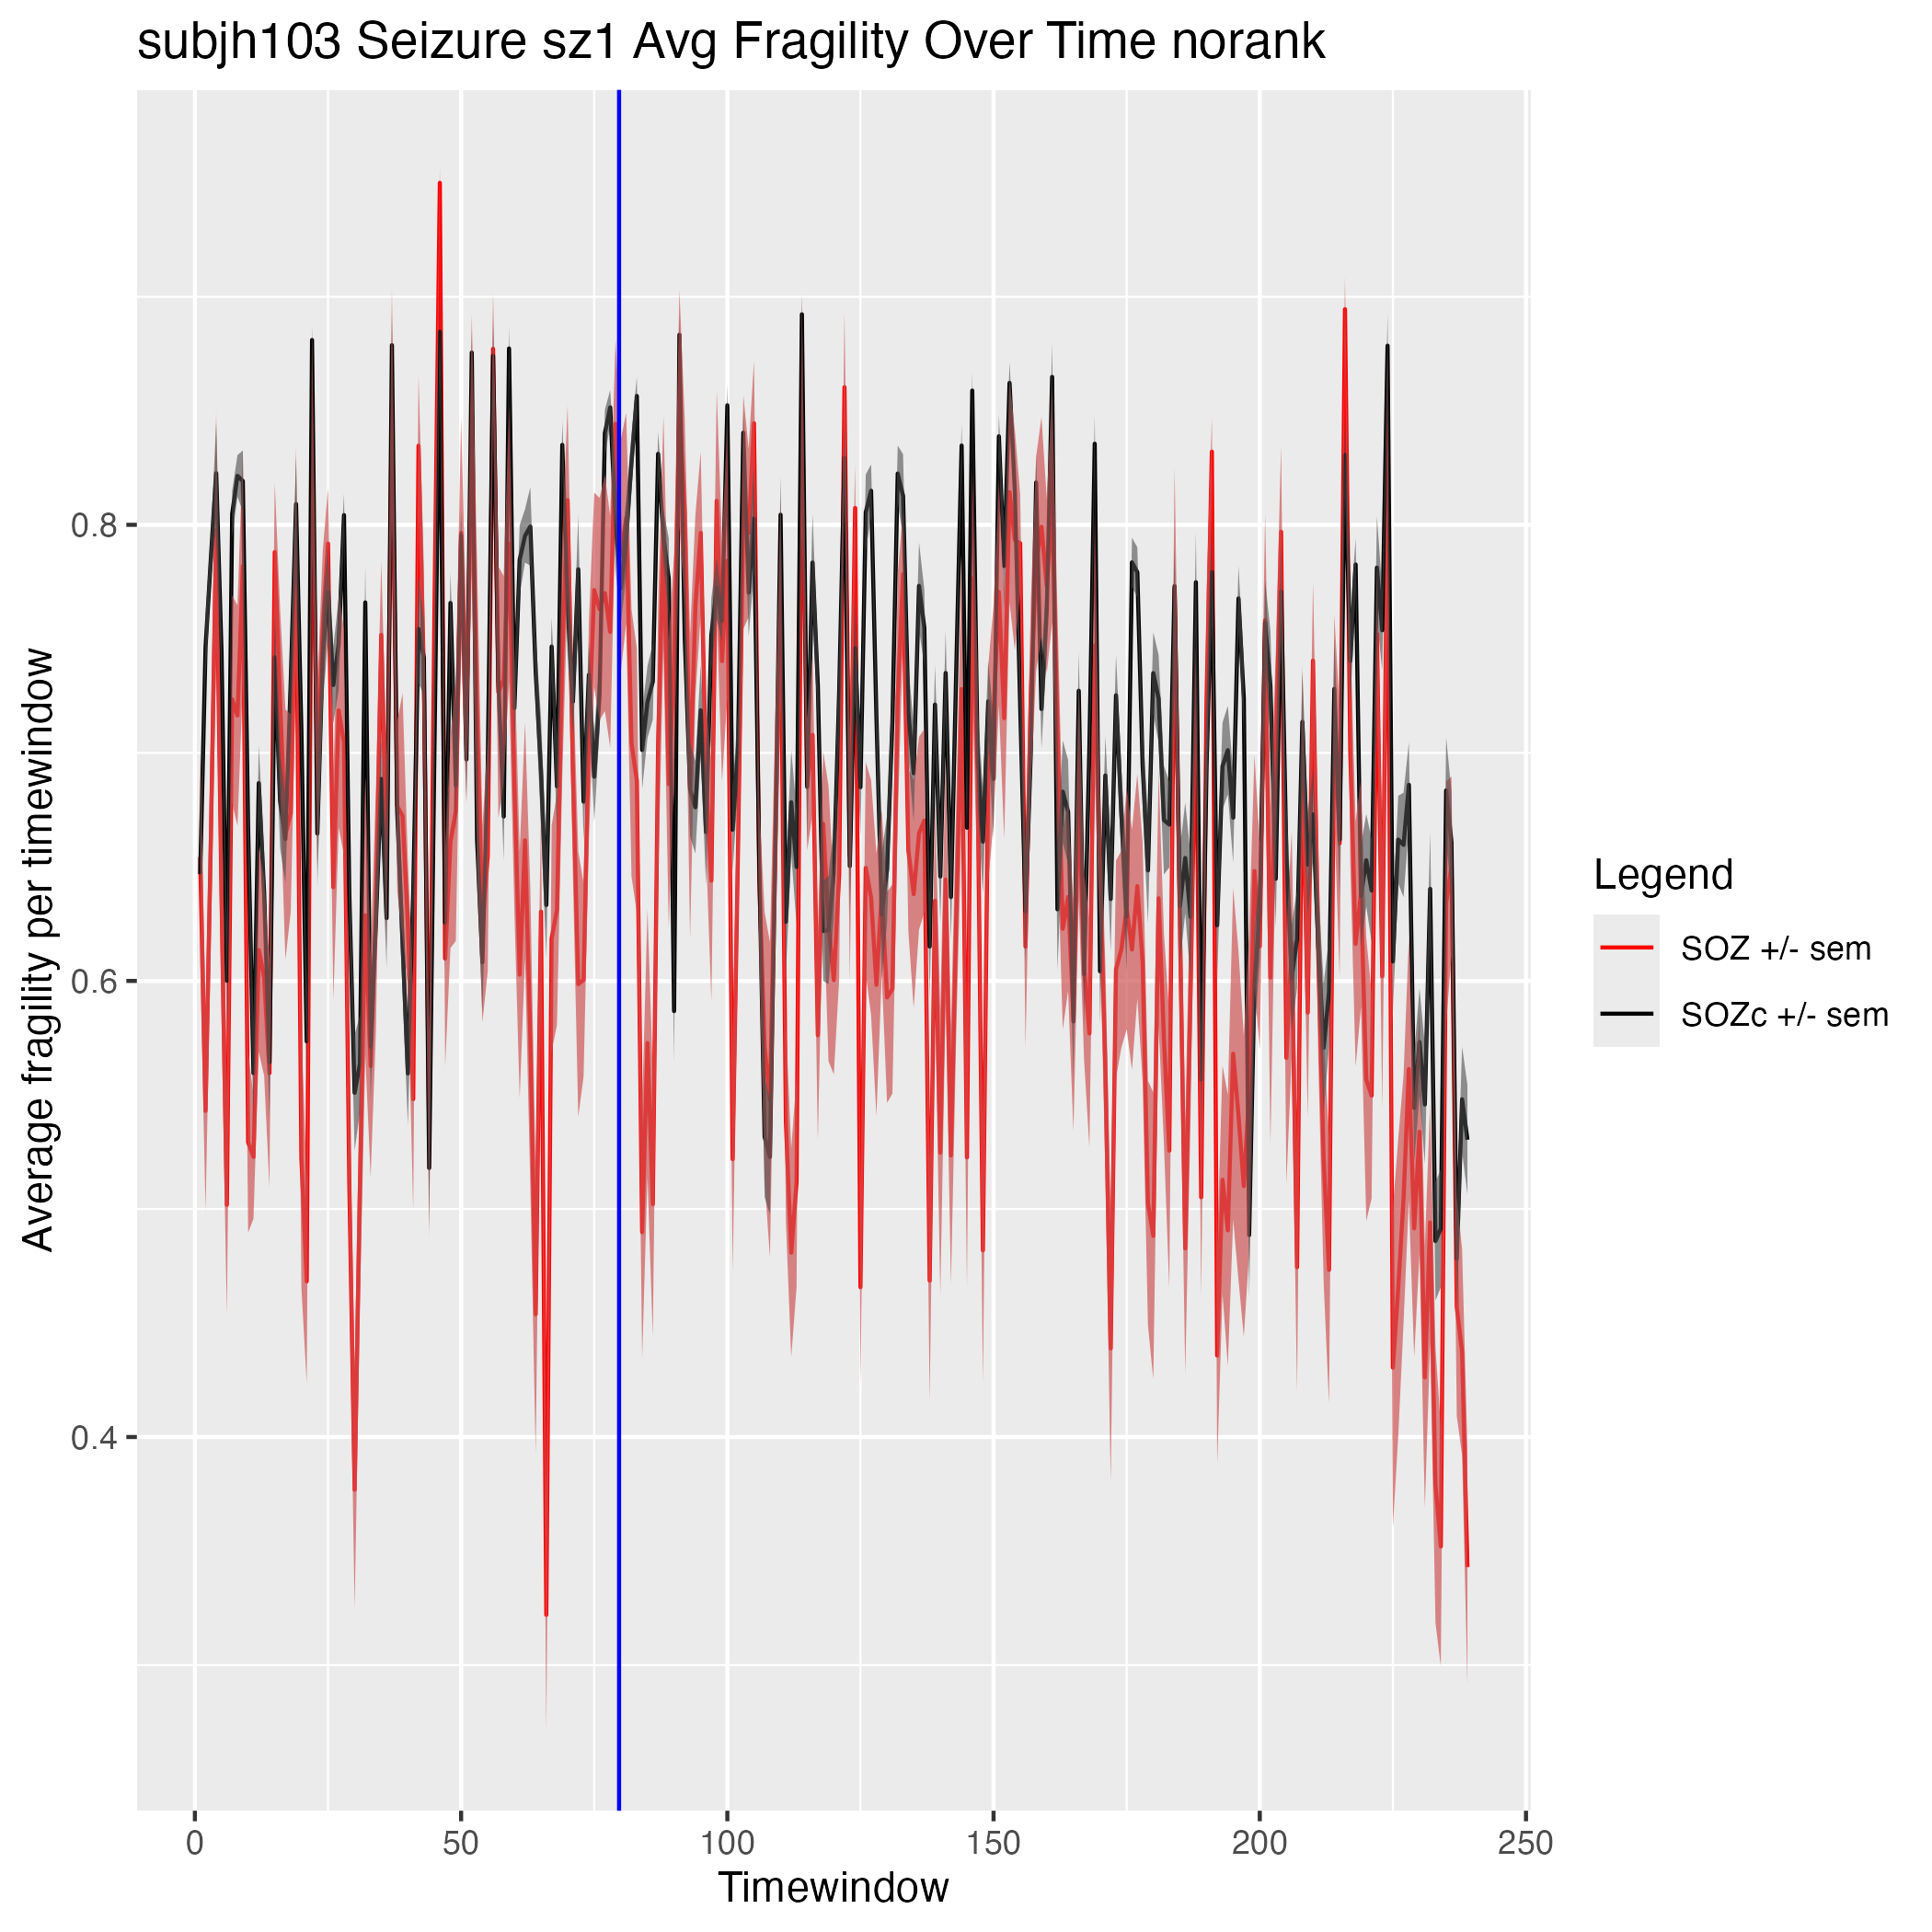 subjh103 Seizure sz1 Avg Fragility Over Time norank
Average fragility per timewindow
0.8
0.6
0.4
0
50
100
150
200
250
Timewindow
Legend
SOZ +/- sem
SOZc +/- sem